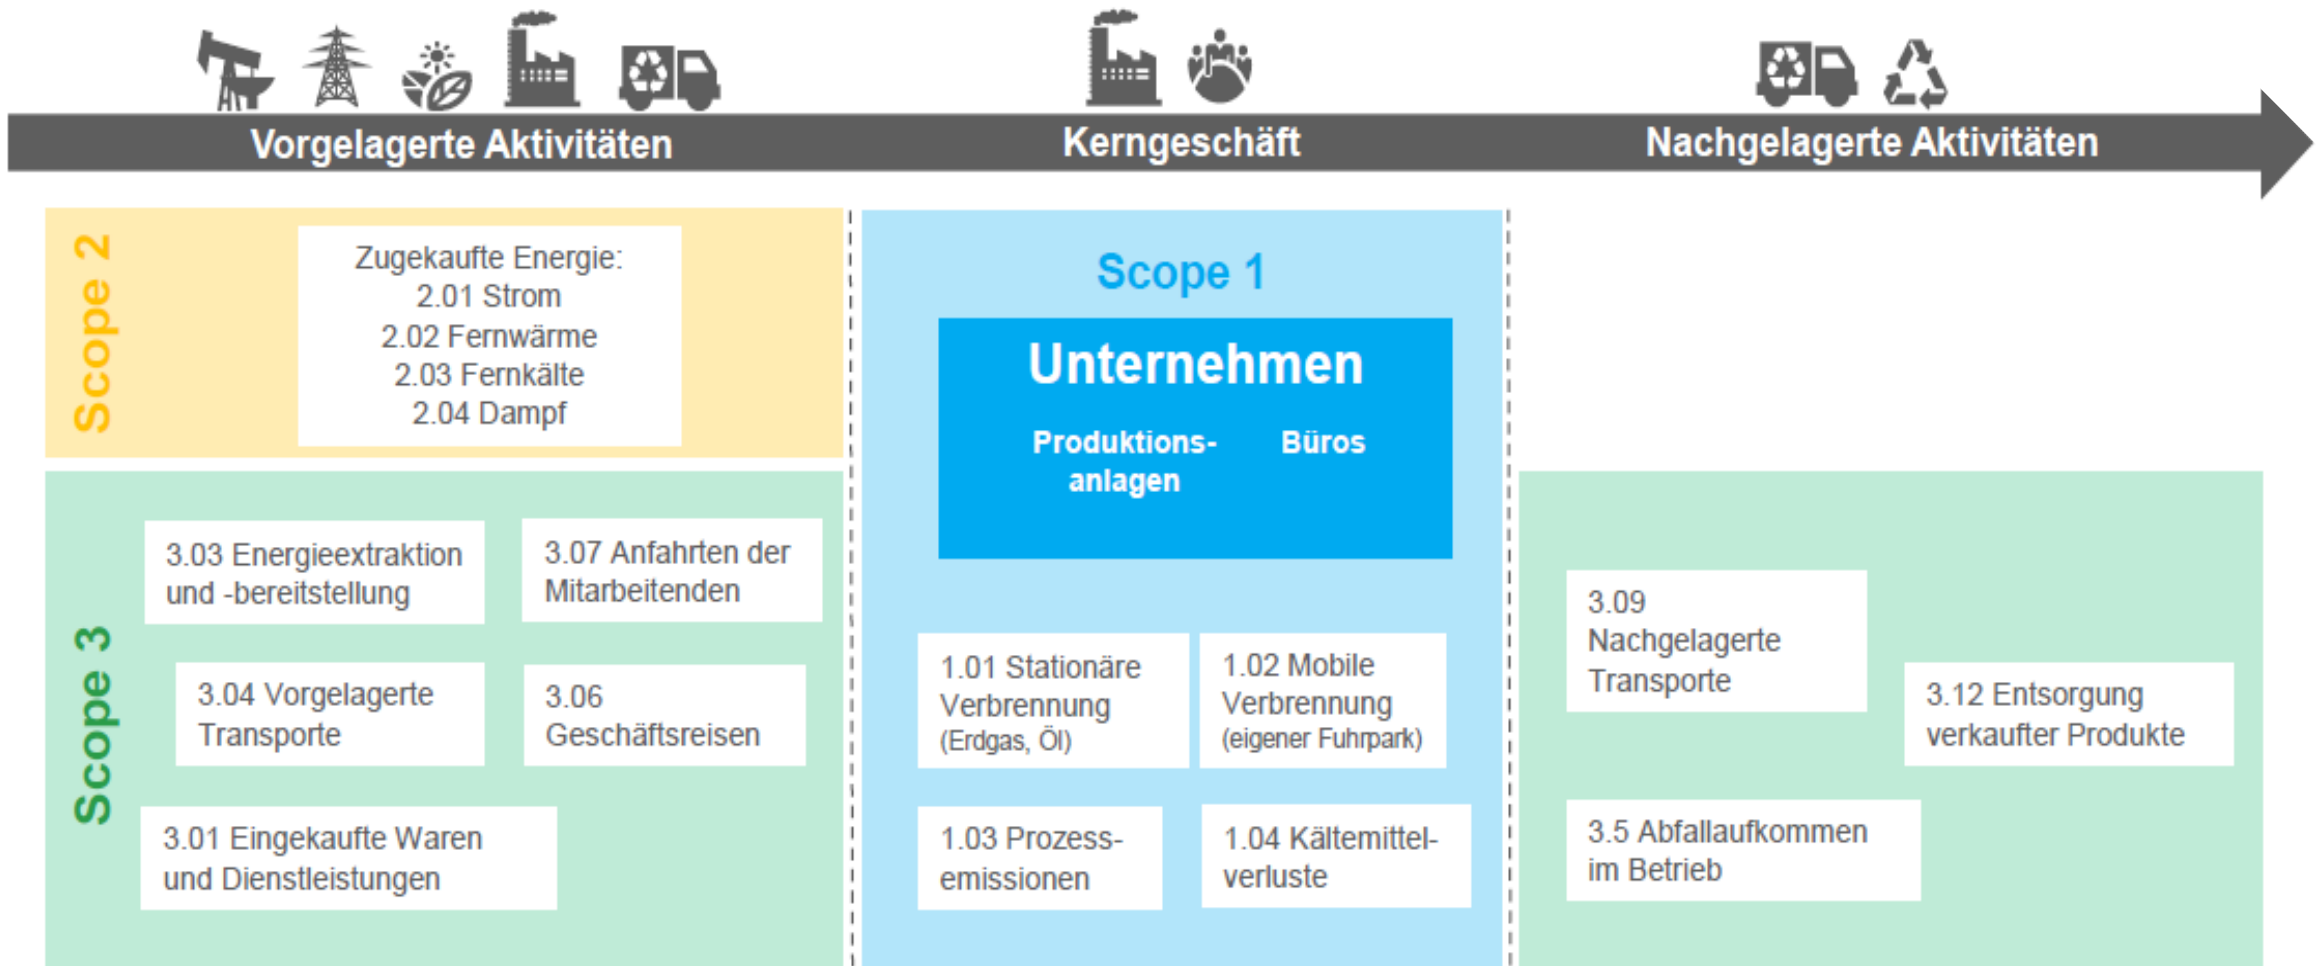 Vorgelagerte Aktivitäten
Kerngeschäft
Nachgelagerte Aktivitäten
Scope 2
Zugekaufte Energie:
2.01 Strom
2.02 Fernwärme
2.03 Fernkälte
2.04 Dampf
Scope 3
3.03 Energieextraktion
und -bereitstellung
3.07 Anfahrten der
Mitarbeitenden
3.04 Vorgelagerte
Transporte
3.06
Geschäftsreisen
3.01 Eingekaufte Waren
und Dienstleistungen
Scope 1
Unternehmen
Produktions-
anlagen
Büros
1.01 Stationäre
Verbrennung
(Erdgas, Öl)
1.02 Mobile
Verbrennung
(eigener Fuhrpark)
1.03 Prozess-
emissionen
1.04 Kältemittel-
verluste
3.09
Nachgelagerte
Transporte
3.12 Entsorgung
verkaufter Produkte
3.5 Abfallaufkommen
im Betrieb